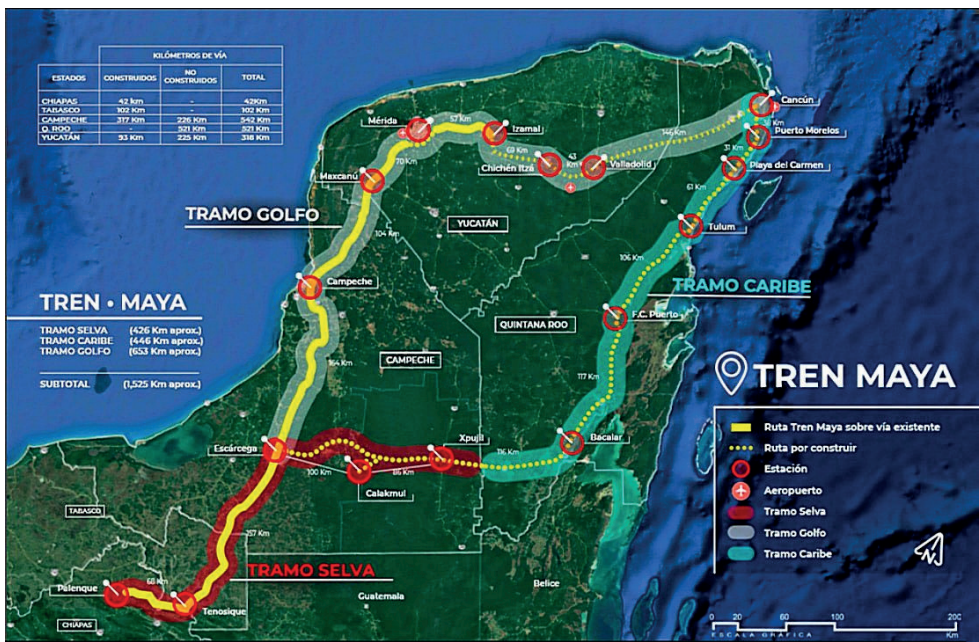 KILÓMETROS DE VÍA
ESTADOS CONSTRUIDOS NO CONSTRUIDOS TOTAL
CHIAPAS 42 km - 42Km
TABASCO 102 Km - 102 Km
CAMPECHE 317 Km 226 Km 542 Km
Q. ROO - 521 Km 521 Km
YUCATÁN 93 Km 225 Km 318 Km
Cancún
Mérida
57 Km
Izamal
146 Km
Puerto Morelos
69 Km
43 Km
31 Km
Chichén Itzá
Valladolid
Playa del Carmen
70 Km
Maxcanú
61 Km
TRAMO GOLFO
YUCATÁN
Tulum
104 Km
106 Km
Campeche
TRAMO CARIBE
TREN • MAYA
F.C. Puerto
QUINTANA ROO
TRAMO SELVA (426 Km aprox.)
TRAMO CARIBE (446 Km aprox.)
TRAMO GOLFO (653 Km aprox.)
CAMPECHE
164 Km
SUBTOTAL (1,525 Km aprox.)
117 Km
TREN MAYA
Ruta Tren Maya sobre vía existente
Ruta por construir
Estación
Aeropuerto
Tramo Selva
Tramo Golfo
Tramo Caribe
N
Escárcega
Xpujil
Bacalar
116 Km
100 Km
86 Km
Calakmul
TABASCO
TRAMO SELVA
68 Km
Palenque
Tenosique
CHIAPAS
Guatemala
Belice
0 20 40 60 100 200
Km
ESCALA GRÁFICA